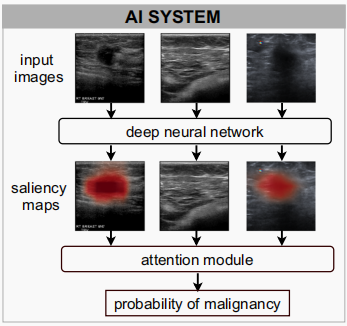 AI SYSTEM
input
images
deep neural network
saliency
maps
attention module
probability of malignancy